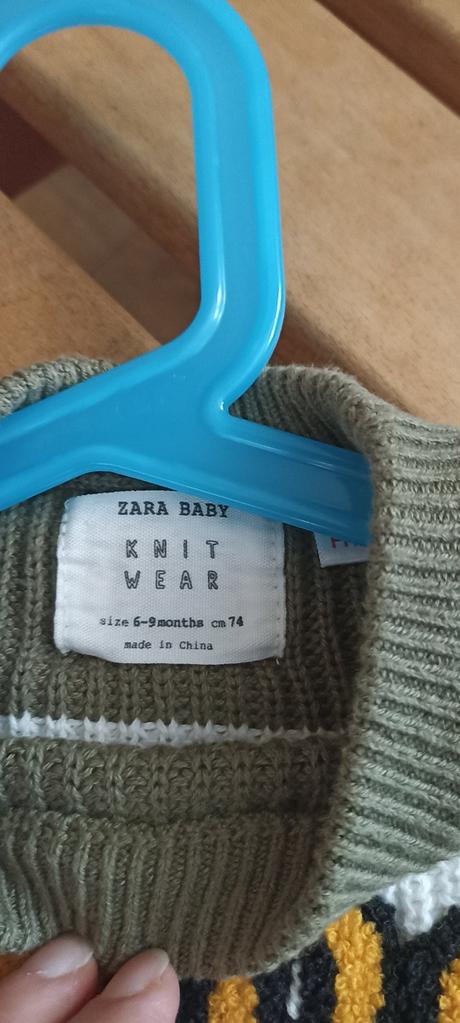 ZARA BABY
KNIT
WEAR
size 6-9months cm 74
made in China